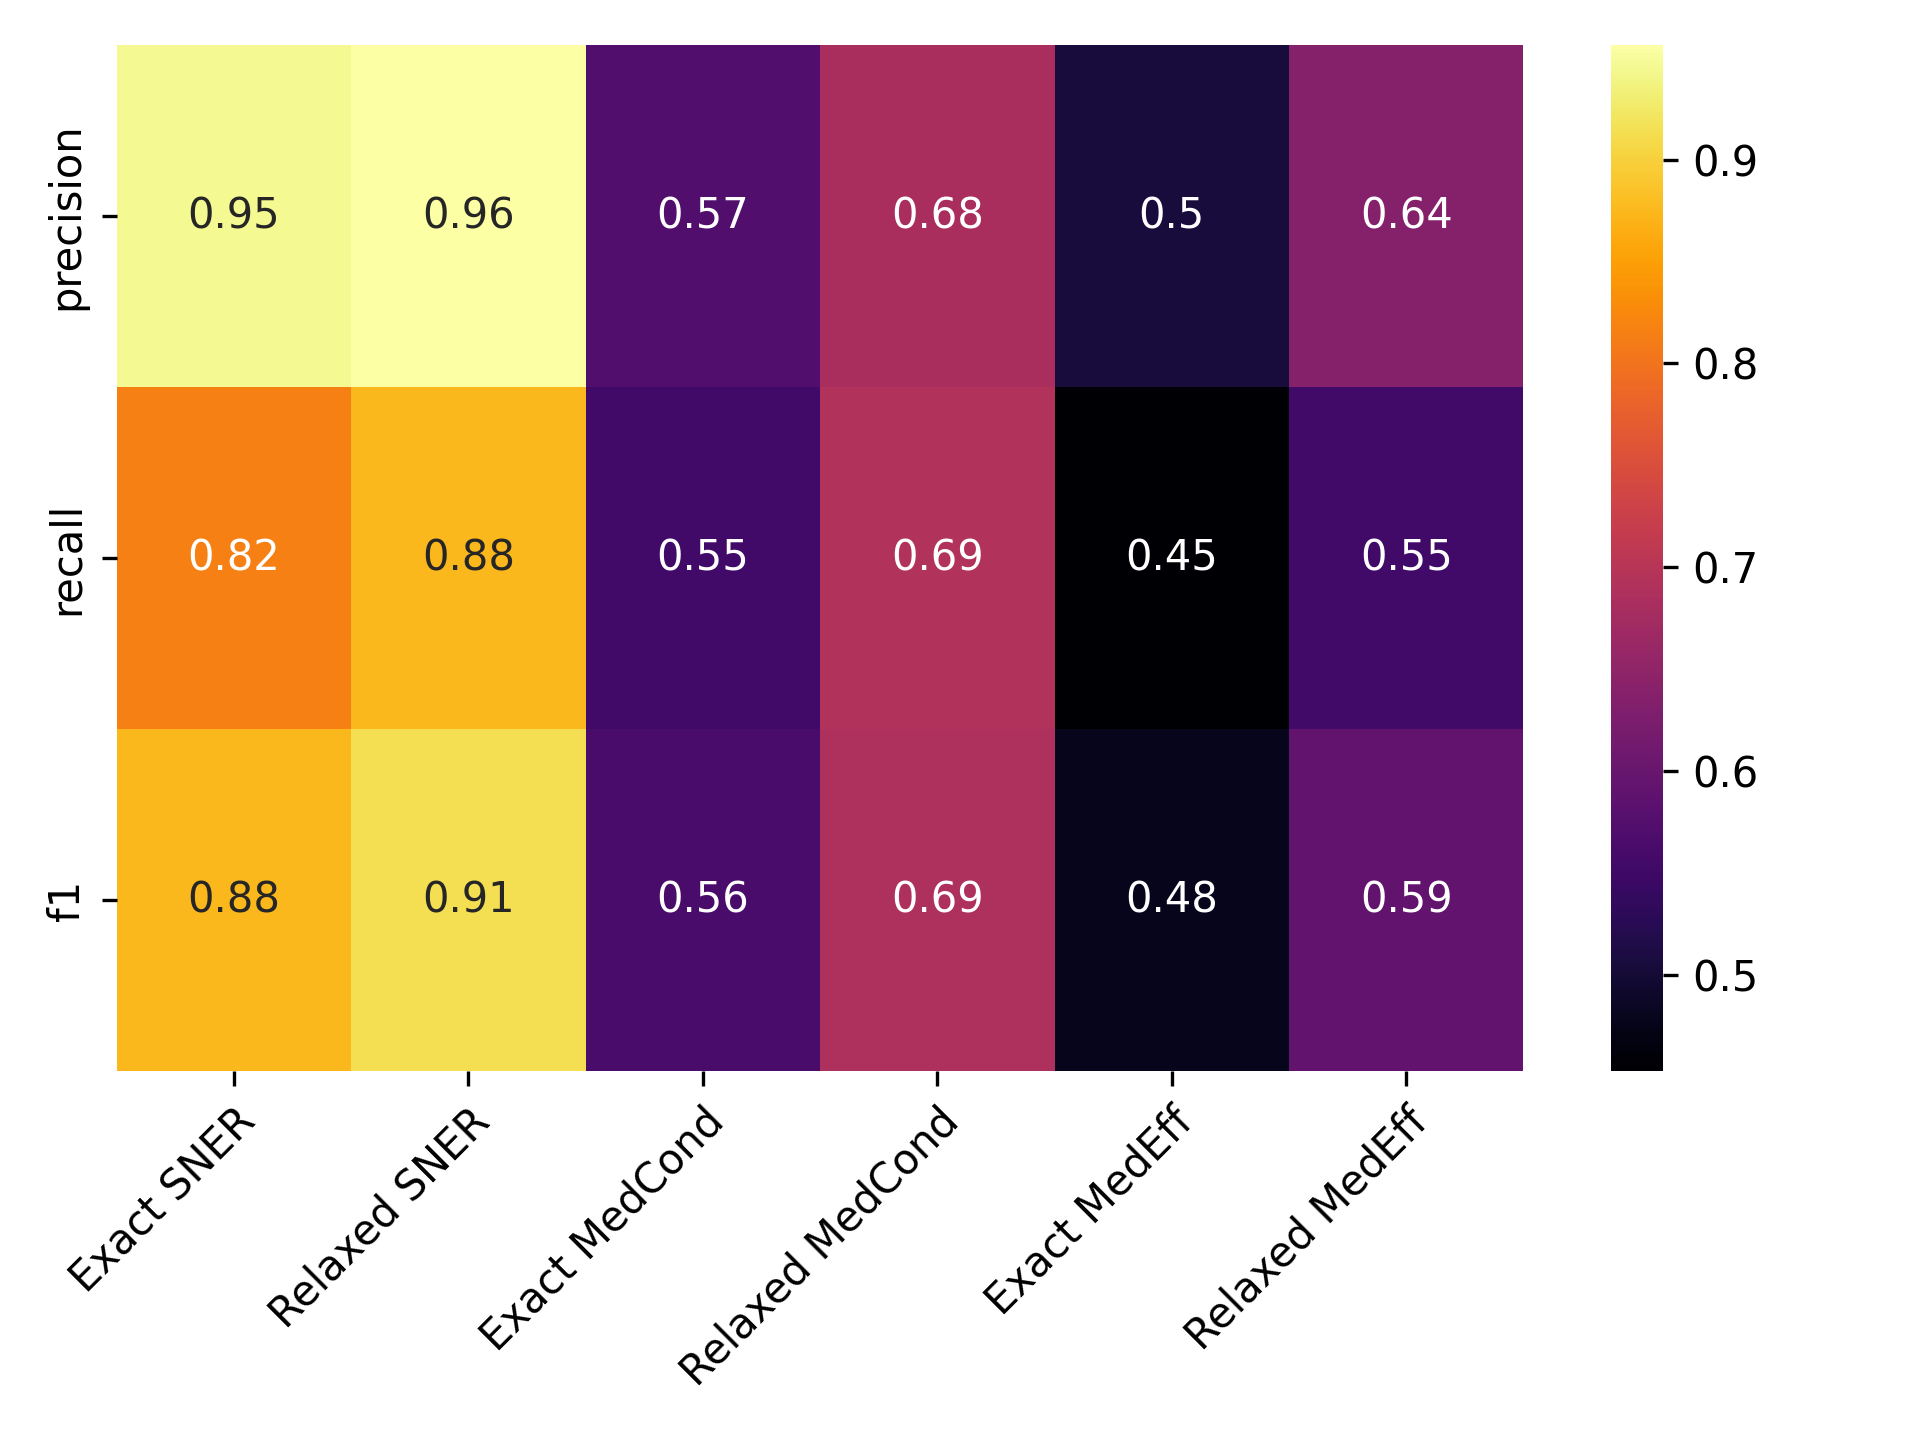 precision 0.95 0.96 0.57 0.68 0.5 0.64
recall 0.82 0.88 0.55 0.69 0.45 0.55
f1 0.88 0.91 0.56 0.69 0.48 0.59
Exact SNER
Relaxed SNER
Exact MedCond
Relaxed MedCond
Exact MedEff
Relaxed MedEff
0.9
0.8
0.7
0.6
0.5